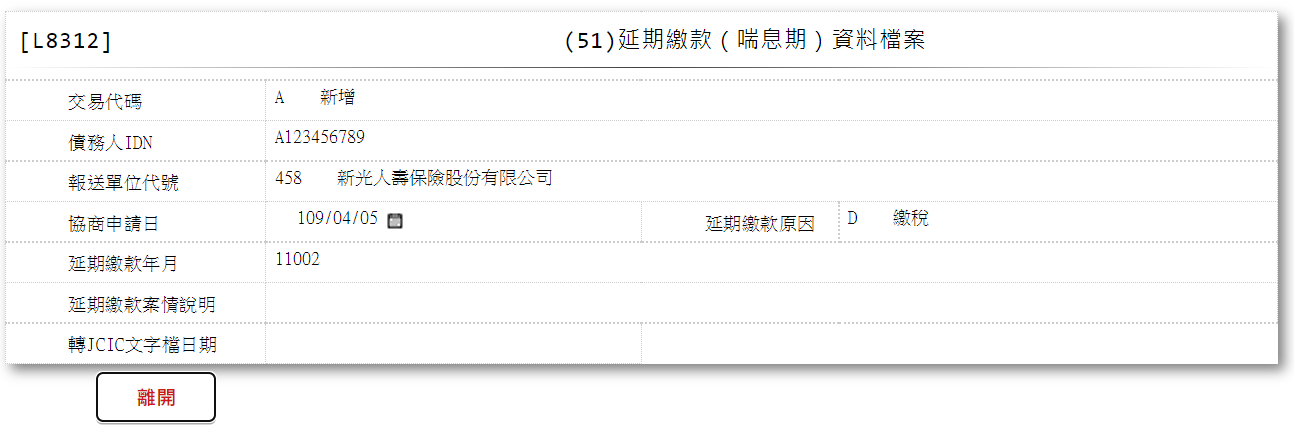 [L8312] (51)延期繳款（喘息期）資料檔案
交易代碼 A 新增
債務人IDN A123456789
報送單位代號 458 新光人壽保險股份有限公司
協商申請日 109/04/05 延期繳款原因 D 繳稅
延期繳款年月 11002
延期繳款案情說明
轉JCIC文字檔日期
離開